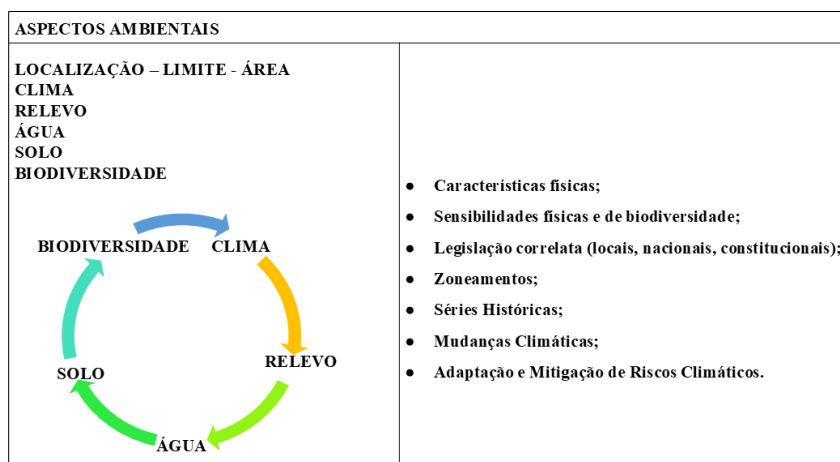 ASPECTOS AMBIENTAIS
LOCALIZAÇÃO – LIMITE - ÁREA
CLIMA
RELEVO
ÁGUA
SOLO
BIODIVERSIDADE
BIODIVERSIDADE
CLIMA
RELEVO
ÁGUA
SOLO
● Características físicas;
● Sensibilidades físicas e de biodiversidade;
● Legislação correlata (locais, nacionais, constitucionais);
● Zoneamentos;
● Séries Históricas;
● Mudanças Climáticas;
● Adaptação e Mitigação de Riscos Climáticos.